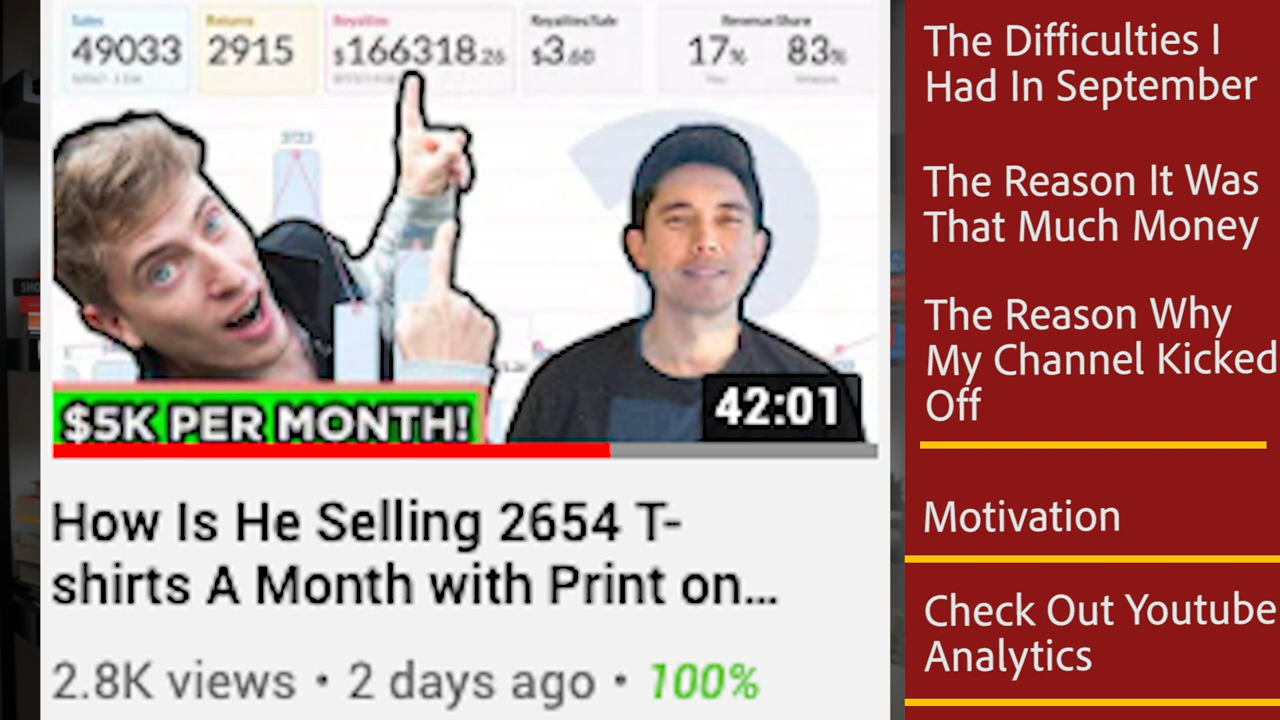 Sales
Returns
Royalties
Royalties/Sale
Revenue Share
49033
2915
$166318.26
$3.60
17%
83%
3723
$5K PER MONTH!
42:01
How Is He Selling 2654 T-
shirts A Month with Print on...
2.8K views • 2 days ago • 100%
The Difficulties I
Had In September
The Reason It Was
That Much Money
The Reason Why
My Channel Kicked
Off
Motivation
Check Out Youtube
Analytics